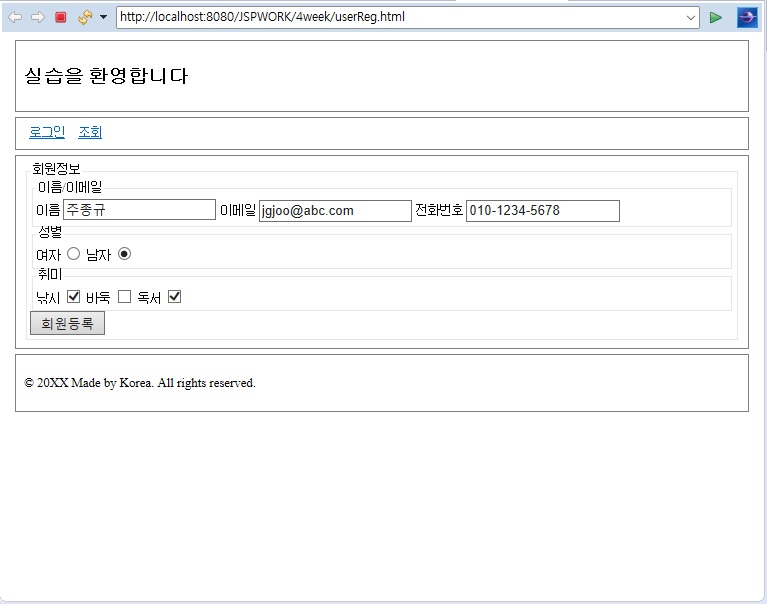 http://localhost:8080/JSPWORK/4week/userReg.html
실습을 환영합니다
로그인 조회
회원정보
이름/이메일
이름 주종규 이메일 jgjoo@abc.com 전화번호 010-1234-5678
성별
여자 남자
취미
낚시 바둑 독서
회원등록
© 20XX Made by Korea. All rights reserved.